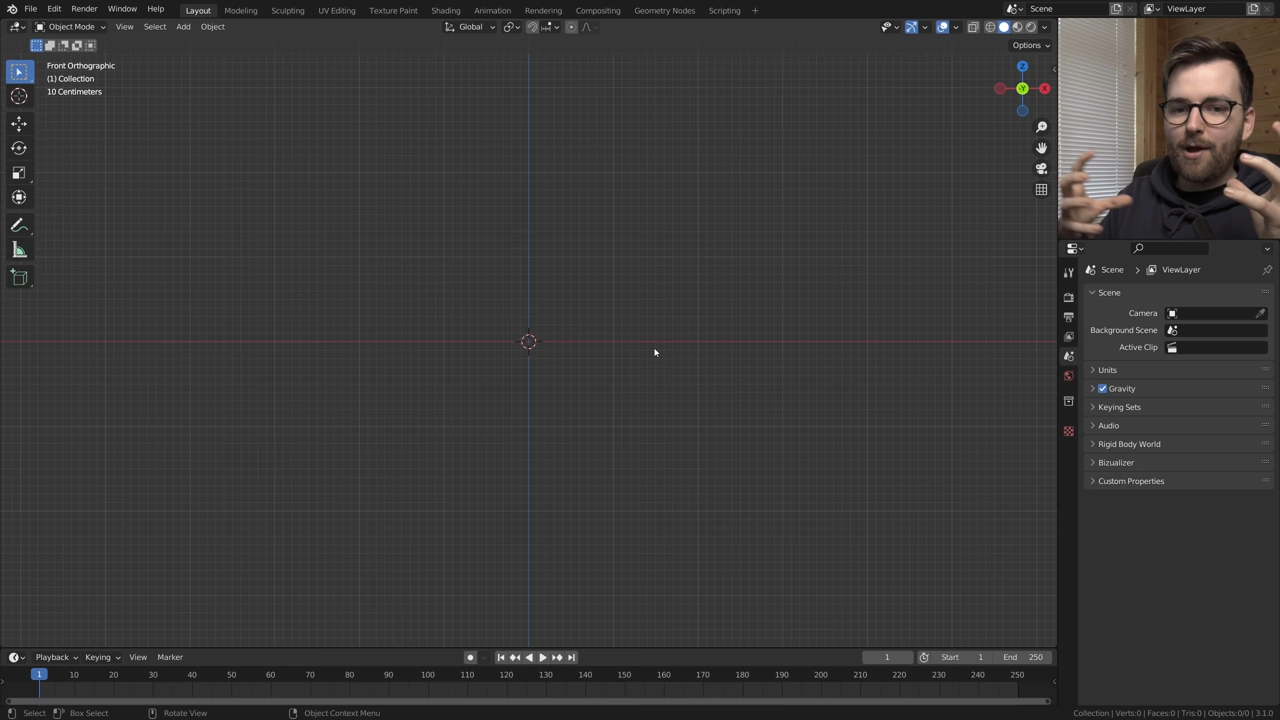 File Edit Render Window Help Layout Modeling Sculpting UV Editing Texture Paint Shading Animation Rendering Compositing Geometry Nodes Scripting + Scene ViewLayer
Object Mode View Select Add Object Global
Options
Front Orthographic
(1) Collection
10 Centimeters
Z
-Y
X
Scene > ViewLayer
Scene
Camera
Background Scene
Active Clip
Units
Gravity
Keying Sets
Audio
Rigid Body World
Bizualizer
Custom Properties
Playback Keying View Marker 1 Start 1 End 250
1 10 20 30 40 50 60 70 80 90 100 110 120 130 140 150 160 170 180 190 200 210 220 230 240 250
Select Box Select Rotate View Object Context Menu Collection | Verts:0 | Faces:0 | Tris:0 | Objects:0/0 | 3.1.0